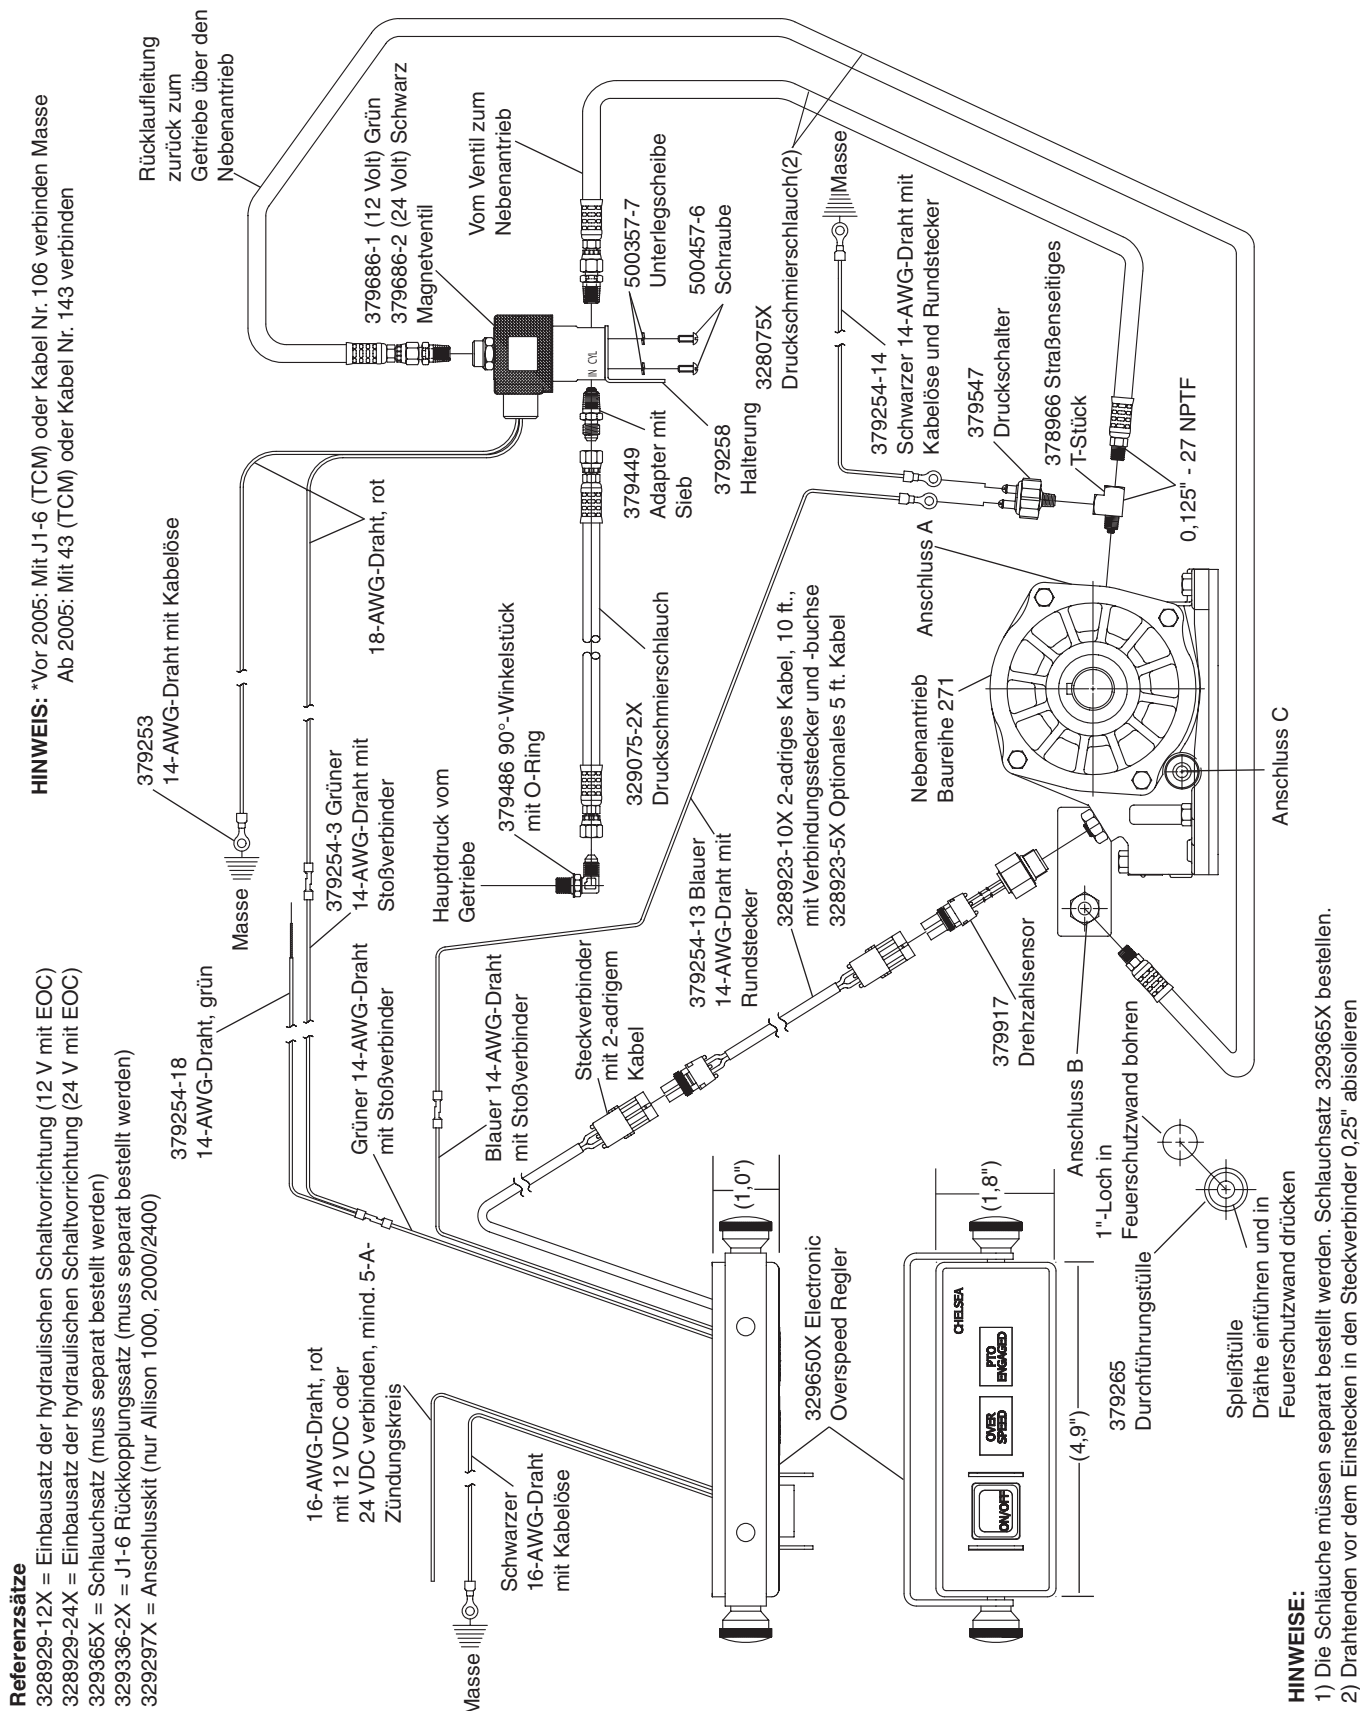 Referenzsätze
328929-12X = Einbausatz der hydraulischen Schaltvorrichtung (12 V mit EOC)
328929-24X = Einbausatz der hydraulischen Schaltvorrichtung (24 V mit EOC)
329365X = Schlauchsatz (muss separat bestellt werden)
329336-2X = J1-6 Rückkopplungssatz (muss separat bestellt werden)
329297X = Anschlusskit (nur Allison 1000, 2000/2400)
HINWEIS: *Vor 2005: Mit J1-6 (TCM) oder Kabel Nr. 106 verbinden Masse
Ab 2005: Mit 43 (TCM) oder Kabel Nr. 143 verbinden
379253
14-AWG-Draht mit Kabelöse
Masse
Rücklaufleitung
zurück zum
Getriebe über den
Nebenantrieb
379254-18
14-AWG-Draht, grün
379254-3 Grüner
14-AWG-Draht mit
Stoßverbinder
18-AWG-Draht, rot
379686-1 (12 Volt) Grün
379686-2 (24 Volt) Schwarz
Magnetventil
Vom Ventil zum
Nebenantrieb
16-AWG-Draht, rot
mit 12 VDC oder
24 VDC verbinden, mind. 5-A-
Zündungskreis
Grüner 14-AWG-Draht
mit Stoßverbinder
Hauptdruck vom
Getriebe
379486 90°-Winkelstück
mit O-Ring
IN CYL
500357-7
Unterlegscheibe
500457-6
Schraube
Masse
Schwarzer
16-AWG-Draht
mit Kabelöse
Blauer 14-AWG-Draht
mit Stoßverbinder
329075-2X
Druckschmierschlauch
379449
Adapter mit
Sieb
379258
Halterung
328075X
Druckschmierschlauch(2)
Masse
Steckverbinder
mit 2-adrigem
Kabel
379254-13 Blauer
14-AWG-Draht mit
Rundstecker
328923-10X 2-adriges Kabel, 10 ft.,
mit Verbindungsstecker und -buchse
328923-5X Optionales 5 ft. Kabel
379254-14
Schwarzer 14-AWG-Draht mit
Kabelöse und Rundstecker
379547
Druckschalter
378966 Straßenseitiges
T-Stück
0,125" - 27 NPTF
Anschluss A
Nebenantrieb
Baureihe 271
379917
Drehzahlsensor
(1,0")
329650X Electronic
Overspeed Regler
(1,8")
CHELSEA
PTO
ENGAGED
OVER
SPEED
ON/OFF
(4,9")
Anschluss B
1"-Loch in
Feuerschutzwand bohren
379265
Durchführungstülle
Spleißtülle
Drähte einführen und in
Feuerschutzwand drücken
Anschluss C
HINWEISE:
1) Die Schläuche müssen separat bestellt werden. Schlauchsatz 329365X bestellen.
2) Drahtenden vor dem Einstecken in den Steckverbinder 0,25" abisolieren